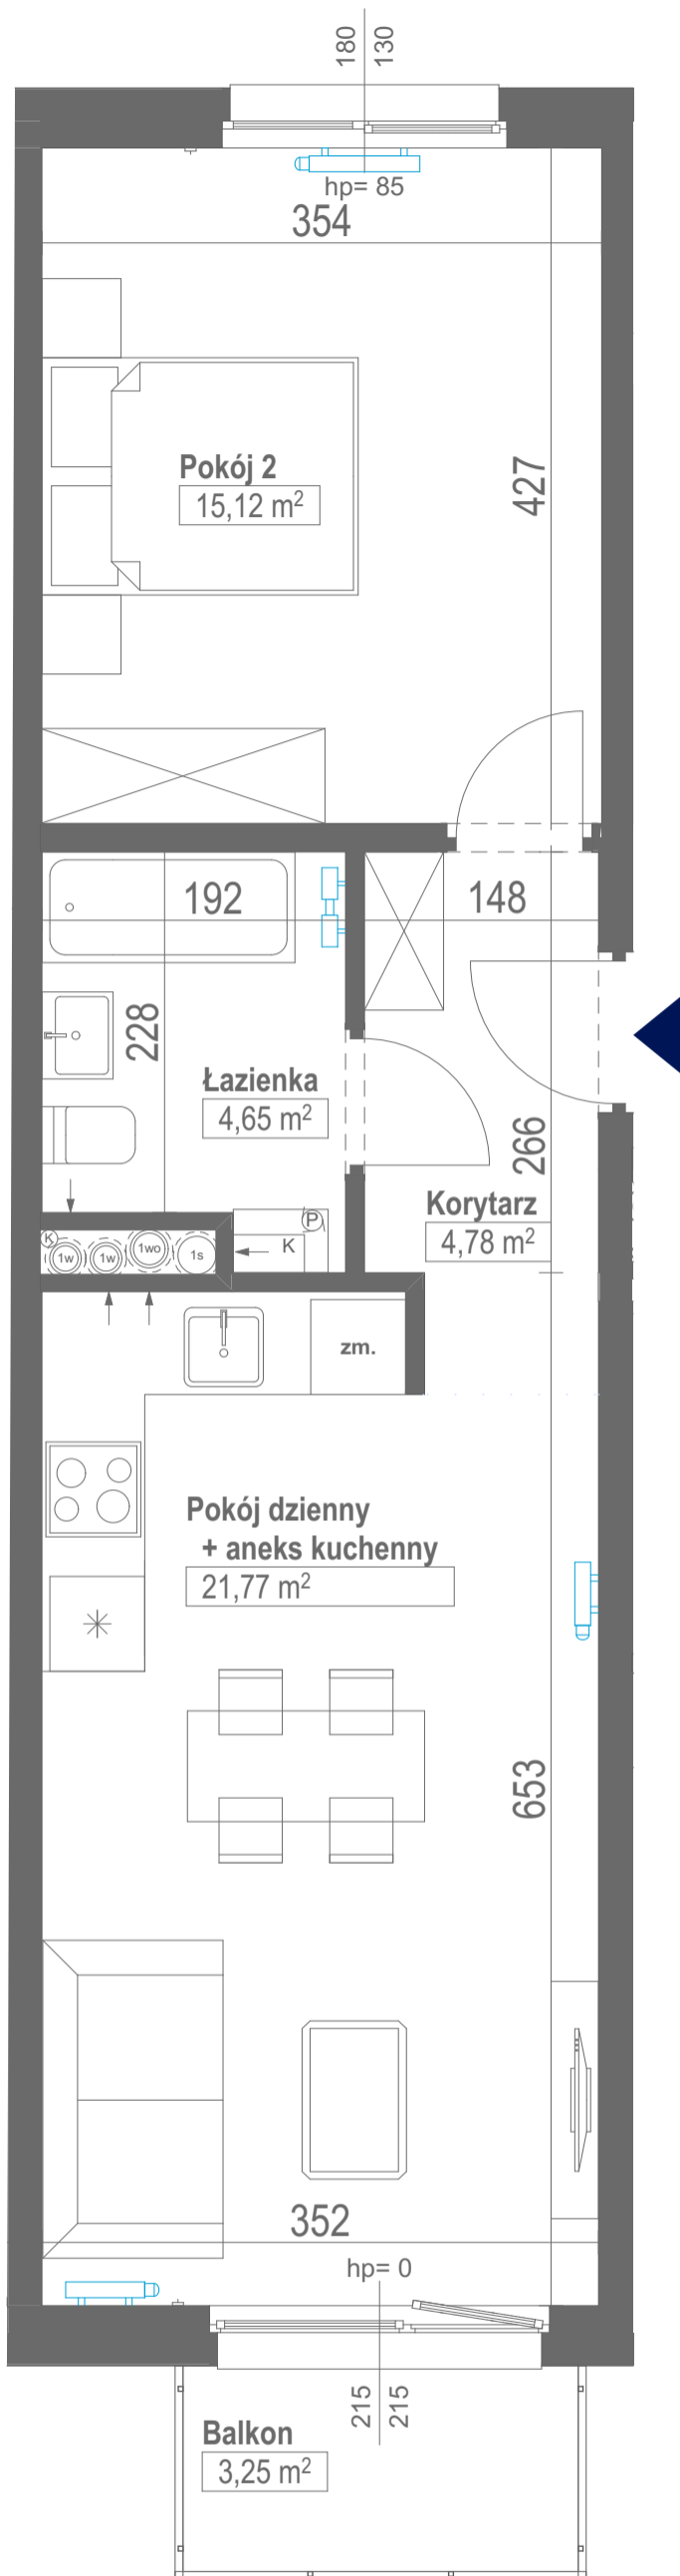 180
130
hp= 85
354
Pokój 2
15,12 m²
427
192
148
228
Łazienka
4,65 m²
266
Korytarz
4,78 m²
K
1w
1w
1wo
1s
K
P
zm.
Pokój dzienny
+ aneks kuchenny
21,77 m²
653
352
hp= 0
215
215
Balkon
3,25 m²